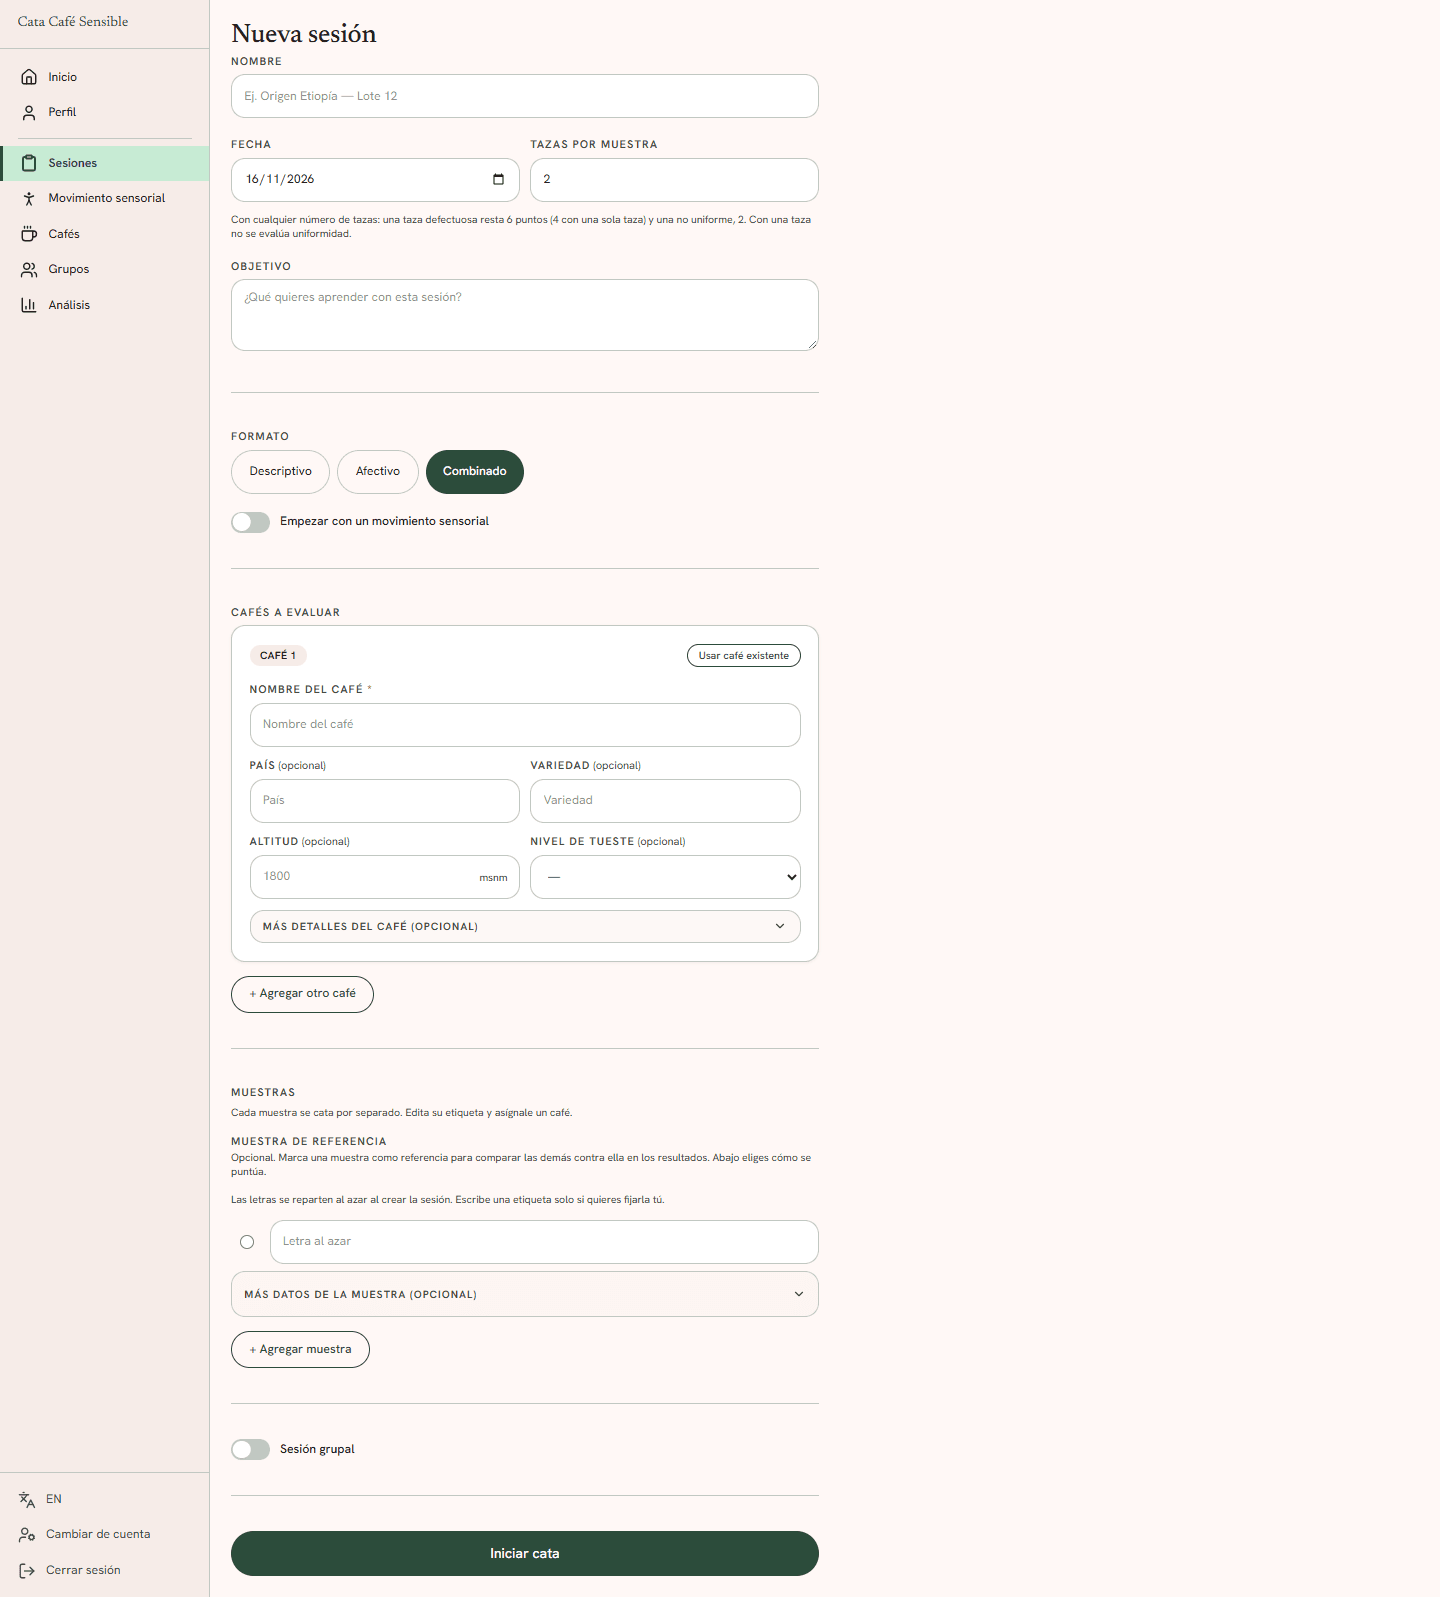 Cata Café Sensible
Inicio
Perfil
Sesiones
Movimiento sensorial
Cafés
Grupos
Análisis
EN
Cambiar de cuenta
Cerrar sesión
Nueva sesión
NOMBRE
Ej. Origen Etiopía — Lote 12
FECHA
16/11/2026
TAZAS POR MUESTRA
2
Con cualquier número de tazas: una taza defectuosa resta 6 puntos (4 con una sola taza) y una no uniforme, 2. Con una taza
no se evalúa uniformidad.
OBJETIVO
¿Qué quieres aprender con esta sesión?
FORMATO
Descriptivo
Afectivo
Combinado
Empezar con un movimiento sensorial
CAFÉS A EVALUAR
CAFÉ 1
Usar café existente
NOMBRE DEL CAFÉ *
Nombre del café
PAÍS (opcional)
País
VARIEDAD (opcional)
Variedad
ALTITUD (opcional)
1800
msnm
NIVEL DE TUESTE (opcional)
—
MÁS DETALLES DEL CAFÉ (OPCIONAL)
+ Agregar otro café
MUESTRAS
Cada muestra se cata por separado. Edita su etiqueta y asígnale un café.
MUESTRA DE REFERENCIA
Opcional. Marca una muestra como referencia para comparar las demás contra ella en los resultados. Abajo eliges cómo se
puntúa.
Las letras se reparten al azar al crear la sesión. Escribe una etiqueta solo si quieres fijarla tú.
Letra al azar
MÁS DATOS DE LA MUESTRA (OPCIONAL)
+ Agregar muestra
Sesión grupal
Iniciar cata